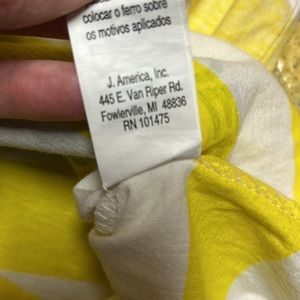 colocar o ferro sobre
os motivos aplicados
J. America, Inc.
445 E. Van Riper Rd.
Fowlerville, MI 48836
RN 101475